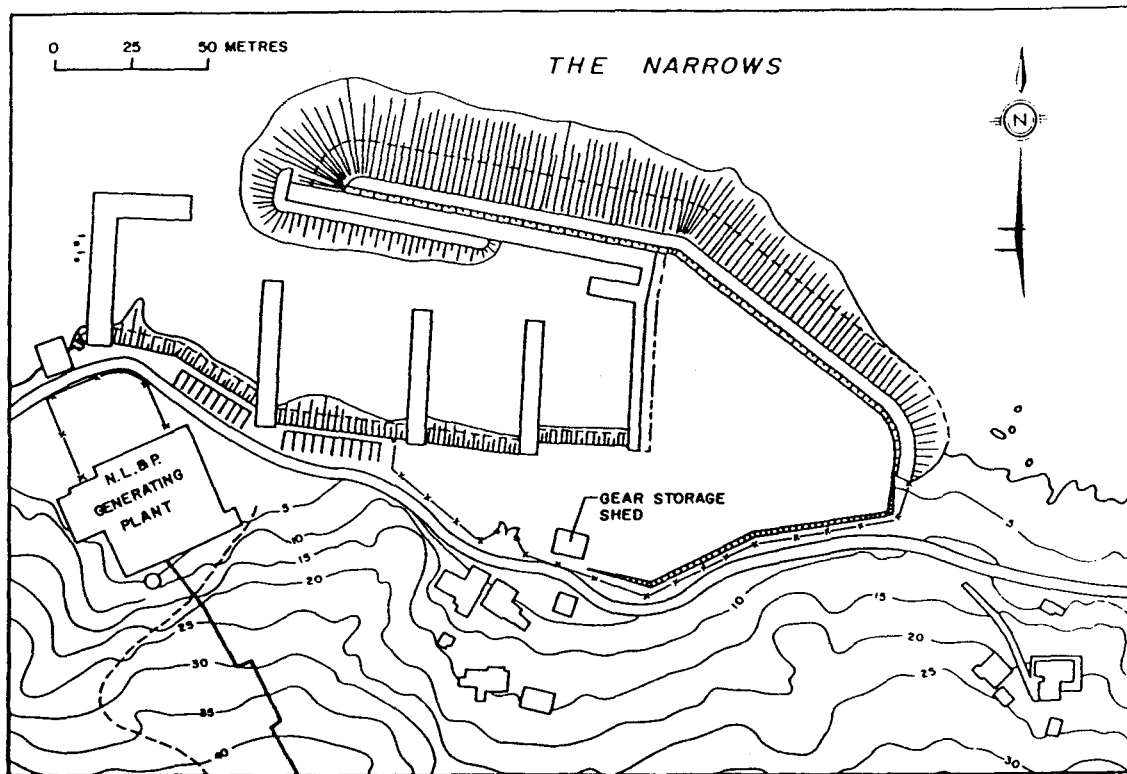 0 25 50 METRES
THE NARROWS
N
N.L.&P.
GENERATING
PLANT
GEAR STORAGE
SHED
5
10
15
20
25
30
35
40
5
10
15
20
25
30